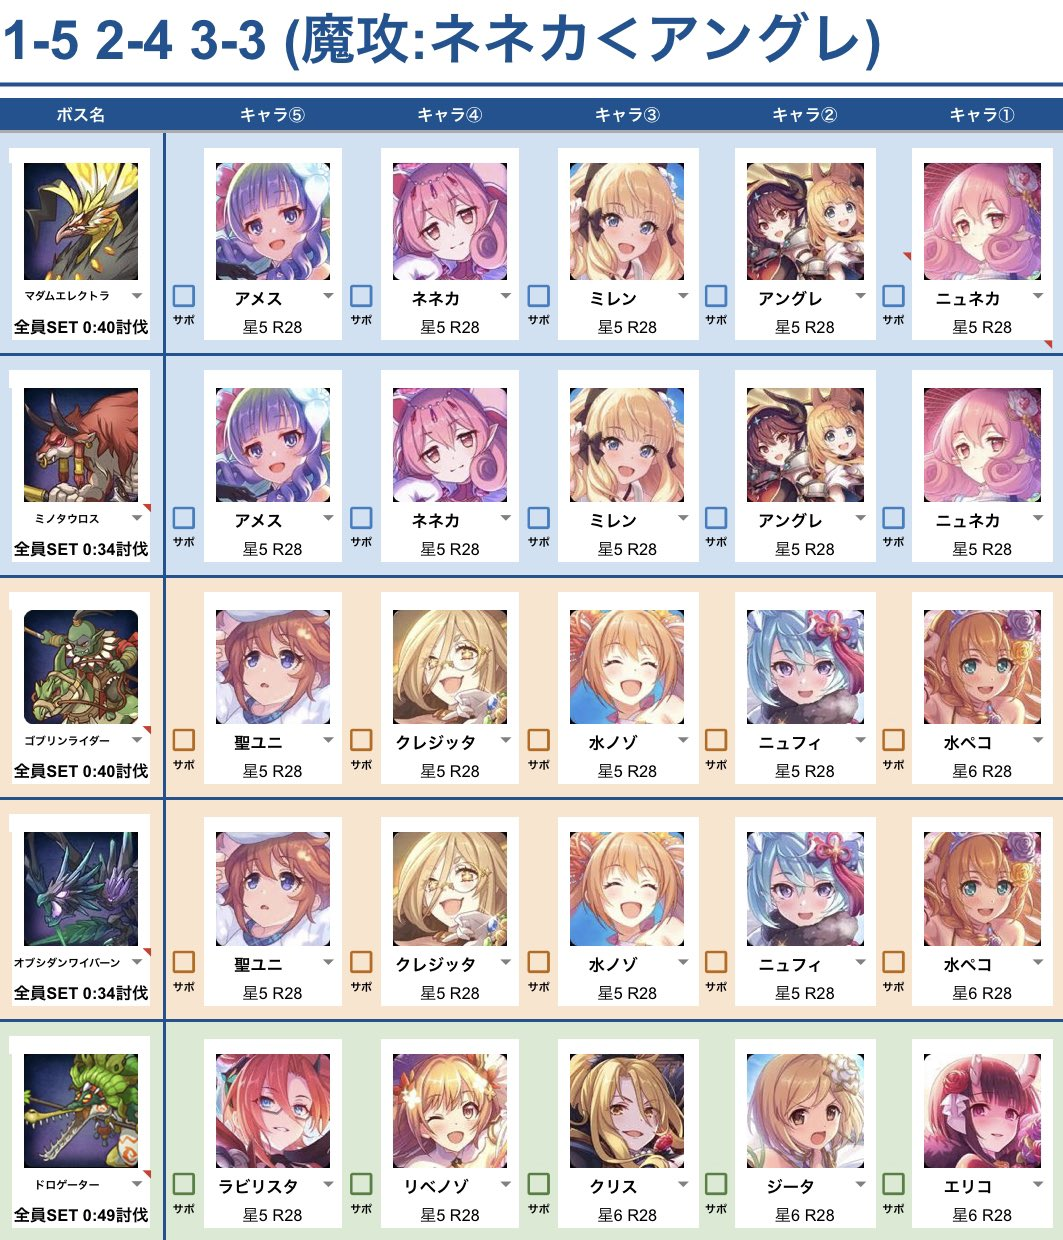 1-5 2-4 3-3 (魔攻:ネネカ＜アングレ)
ボス名 キャラ⑤ キャラ④ キャラ③ キャラ② キャラ①
マダムエレクトラ サポ アメス サポ ネネカ サポ ミレン サポ アングレ サポ ニュネカ
全員SET 0:40討伐 星5 R28 星5 R28 星5 R28 星5 R28 星5 R28
ミノタウロス サポ アメス サポ ネネカ サポ ミレン サポ アングレ サポ ニュネカ
全員SET 0:34討伐 星5 R28 星5 R28 星5 R28 星5 R28 星5 R28
ゴブリンライダー サポ 聖ユニ サポ クレジッタ サポ 水ノゾ サポ ニュフィ サポ 水ペコ
全員SET 0:40討伐 星5 R28 星5 R28 星5 R28 星5 R28 星6 R28
オブシダンワイバーン サポ 聖ユニ サポ クレジッタ サポ 水ノゾ サポ ニュフィ サポ 水ペコ
全員SET 0:34討伐 星5 R28 星5 R28 星5 R28 星5 R28 星6 R28
ドロゲーター サポ ラビリスタ サポ リベノゾ サポ クリス サポ ジータ サポ エリコ
全員SET 0:49討伐 星5 R28 星5 R28 星6 R28 星6 R28 星6 R28